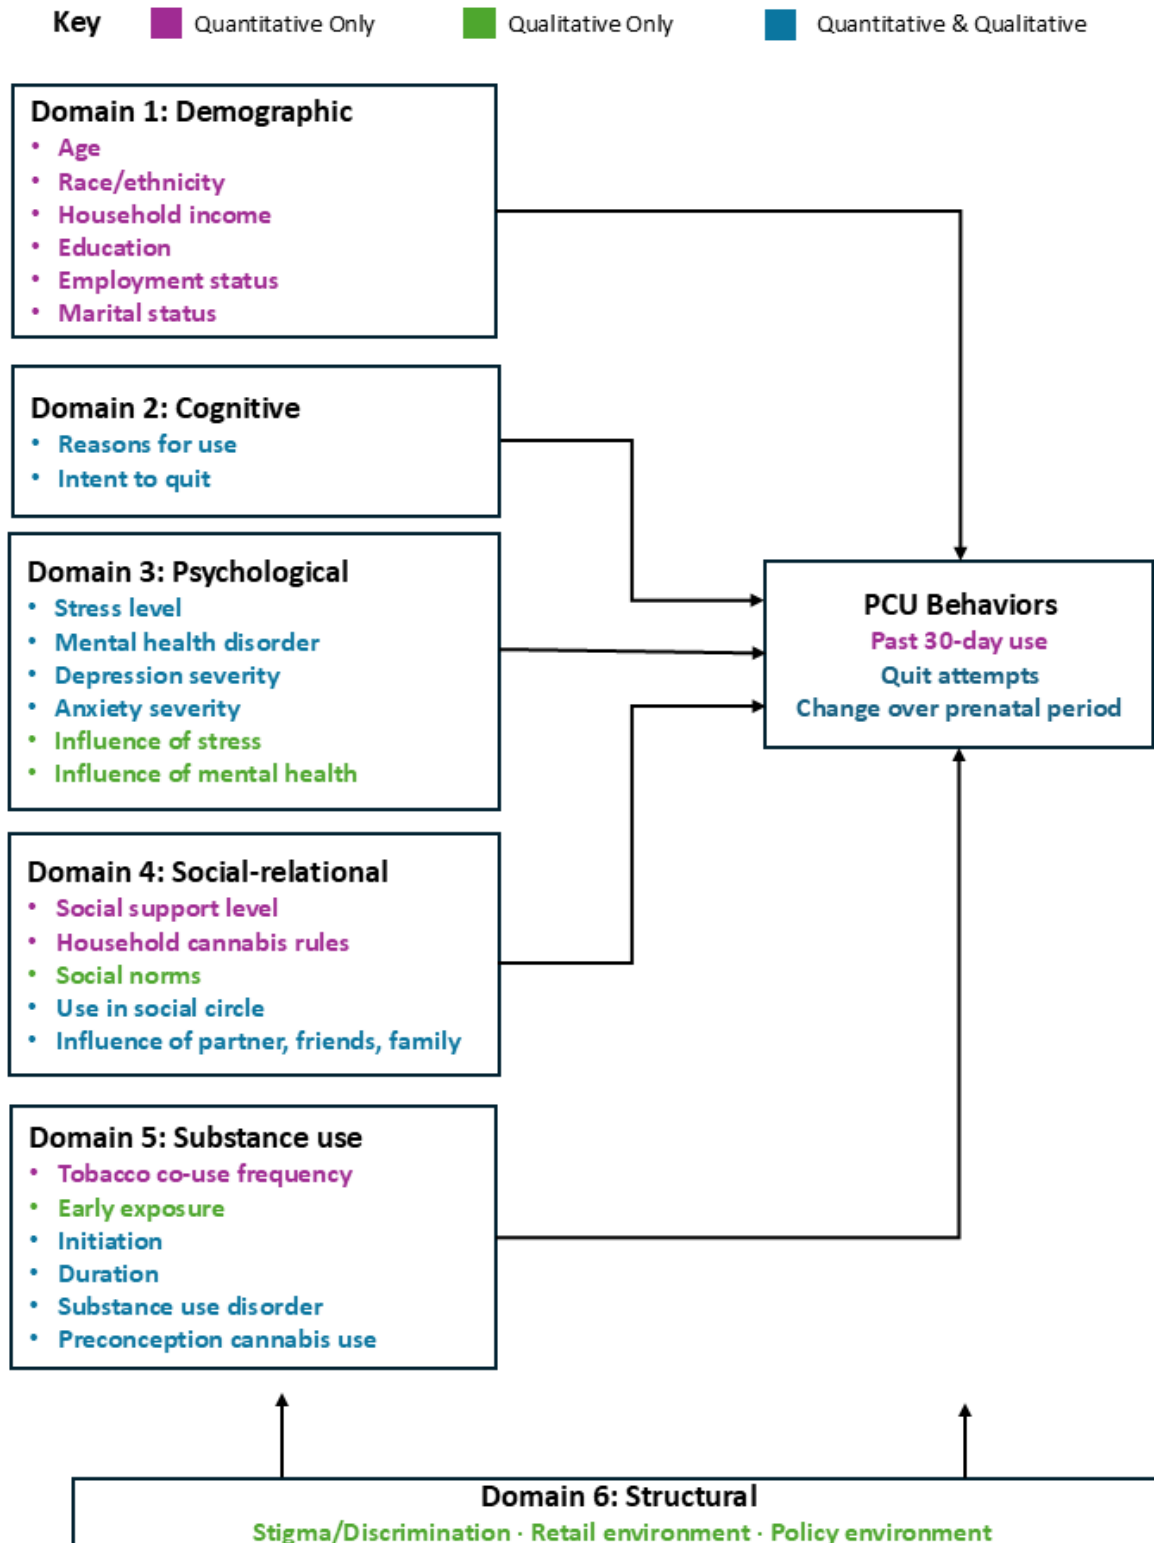 Key Quantitative Only Qualitative Only Quantitative & Qualitative
Domain 1: Demographic
• Age
• Race/ethnicity
• Household income
• Education
• Employment status
• Marital status
Domain 2: Cognitive
• Reasons for use
• Intent to quit
Domain 3: Psychological
• Stress level
• Mental health disorder
• Depression severity
• Anxiety severity
• Influence of stress
• Influence of mental health
PCU Behaviors
Past 30-day use
Quit attempts
Change over prenatal period
Domain 4: Social-relational
• Social support level
• Household cannabis rules
• Social norms
• Use in social circle
• Influence of partner, friends, family
Domain 5: Substance use
• Tobacco co-use frequency
• Early exposure
• Initiation
• Duration
• Substance use disorder
• Preconception cannabis use
Domain 6: Structural
Stigma/Discrimination · Retail environment · Policy environment